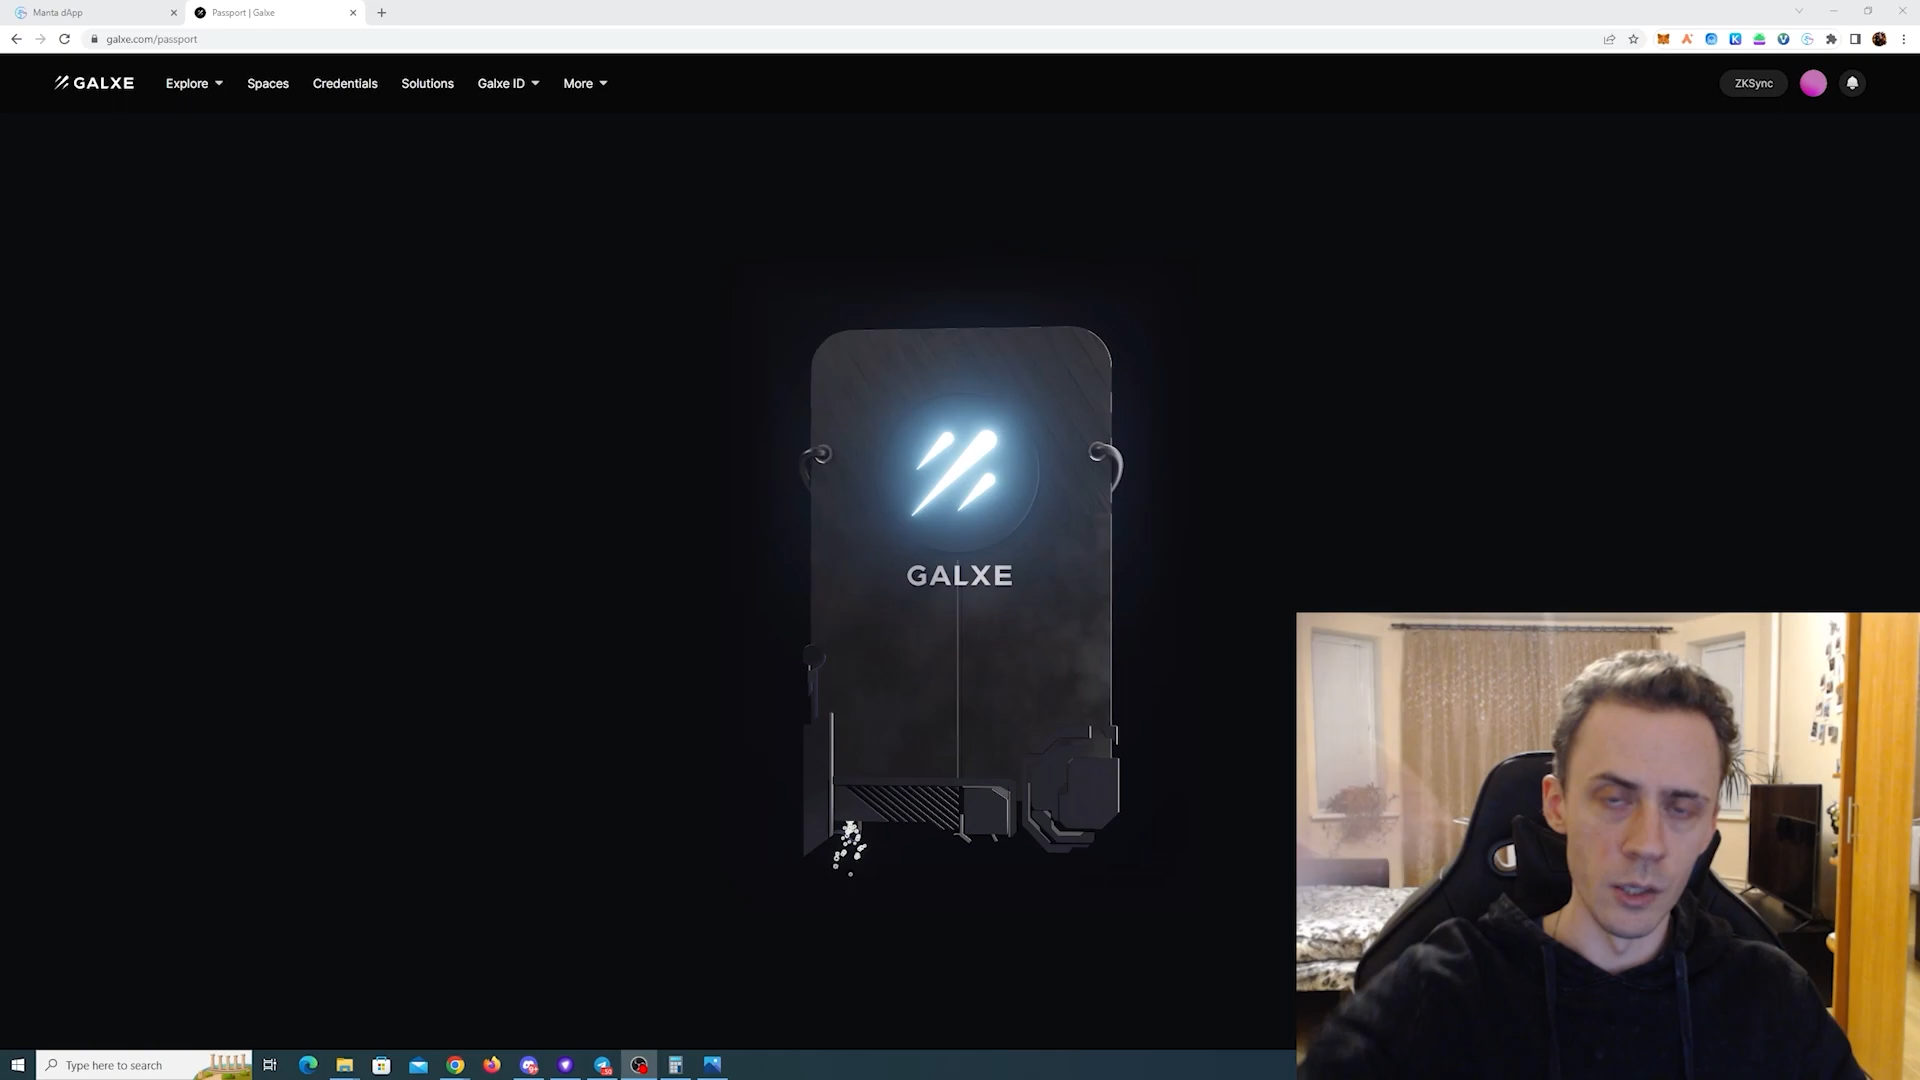 Manta dApp
Passport | Galxe
galxe.com/passport
GALXE
Explore
Spaces
Credentials
Solutions
Galxe ID
More
ZKSync
GALXE
Type here to search